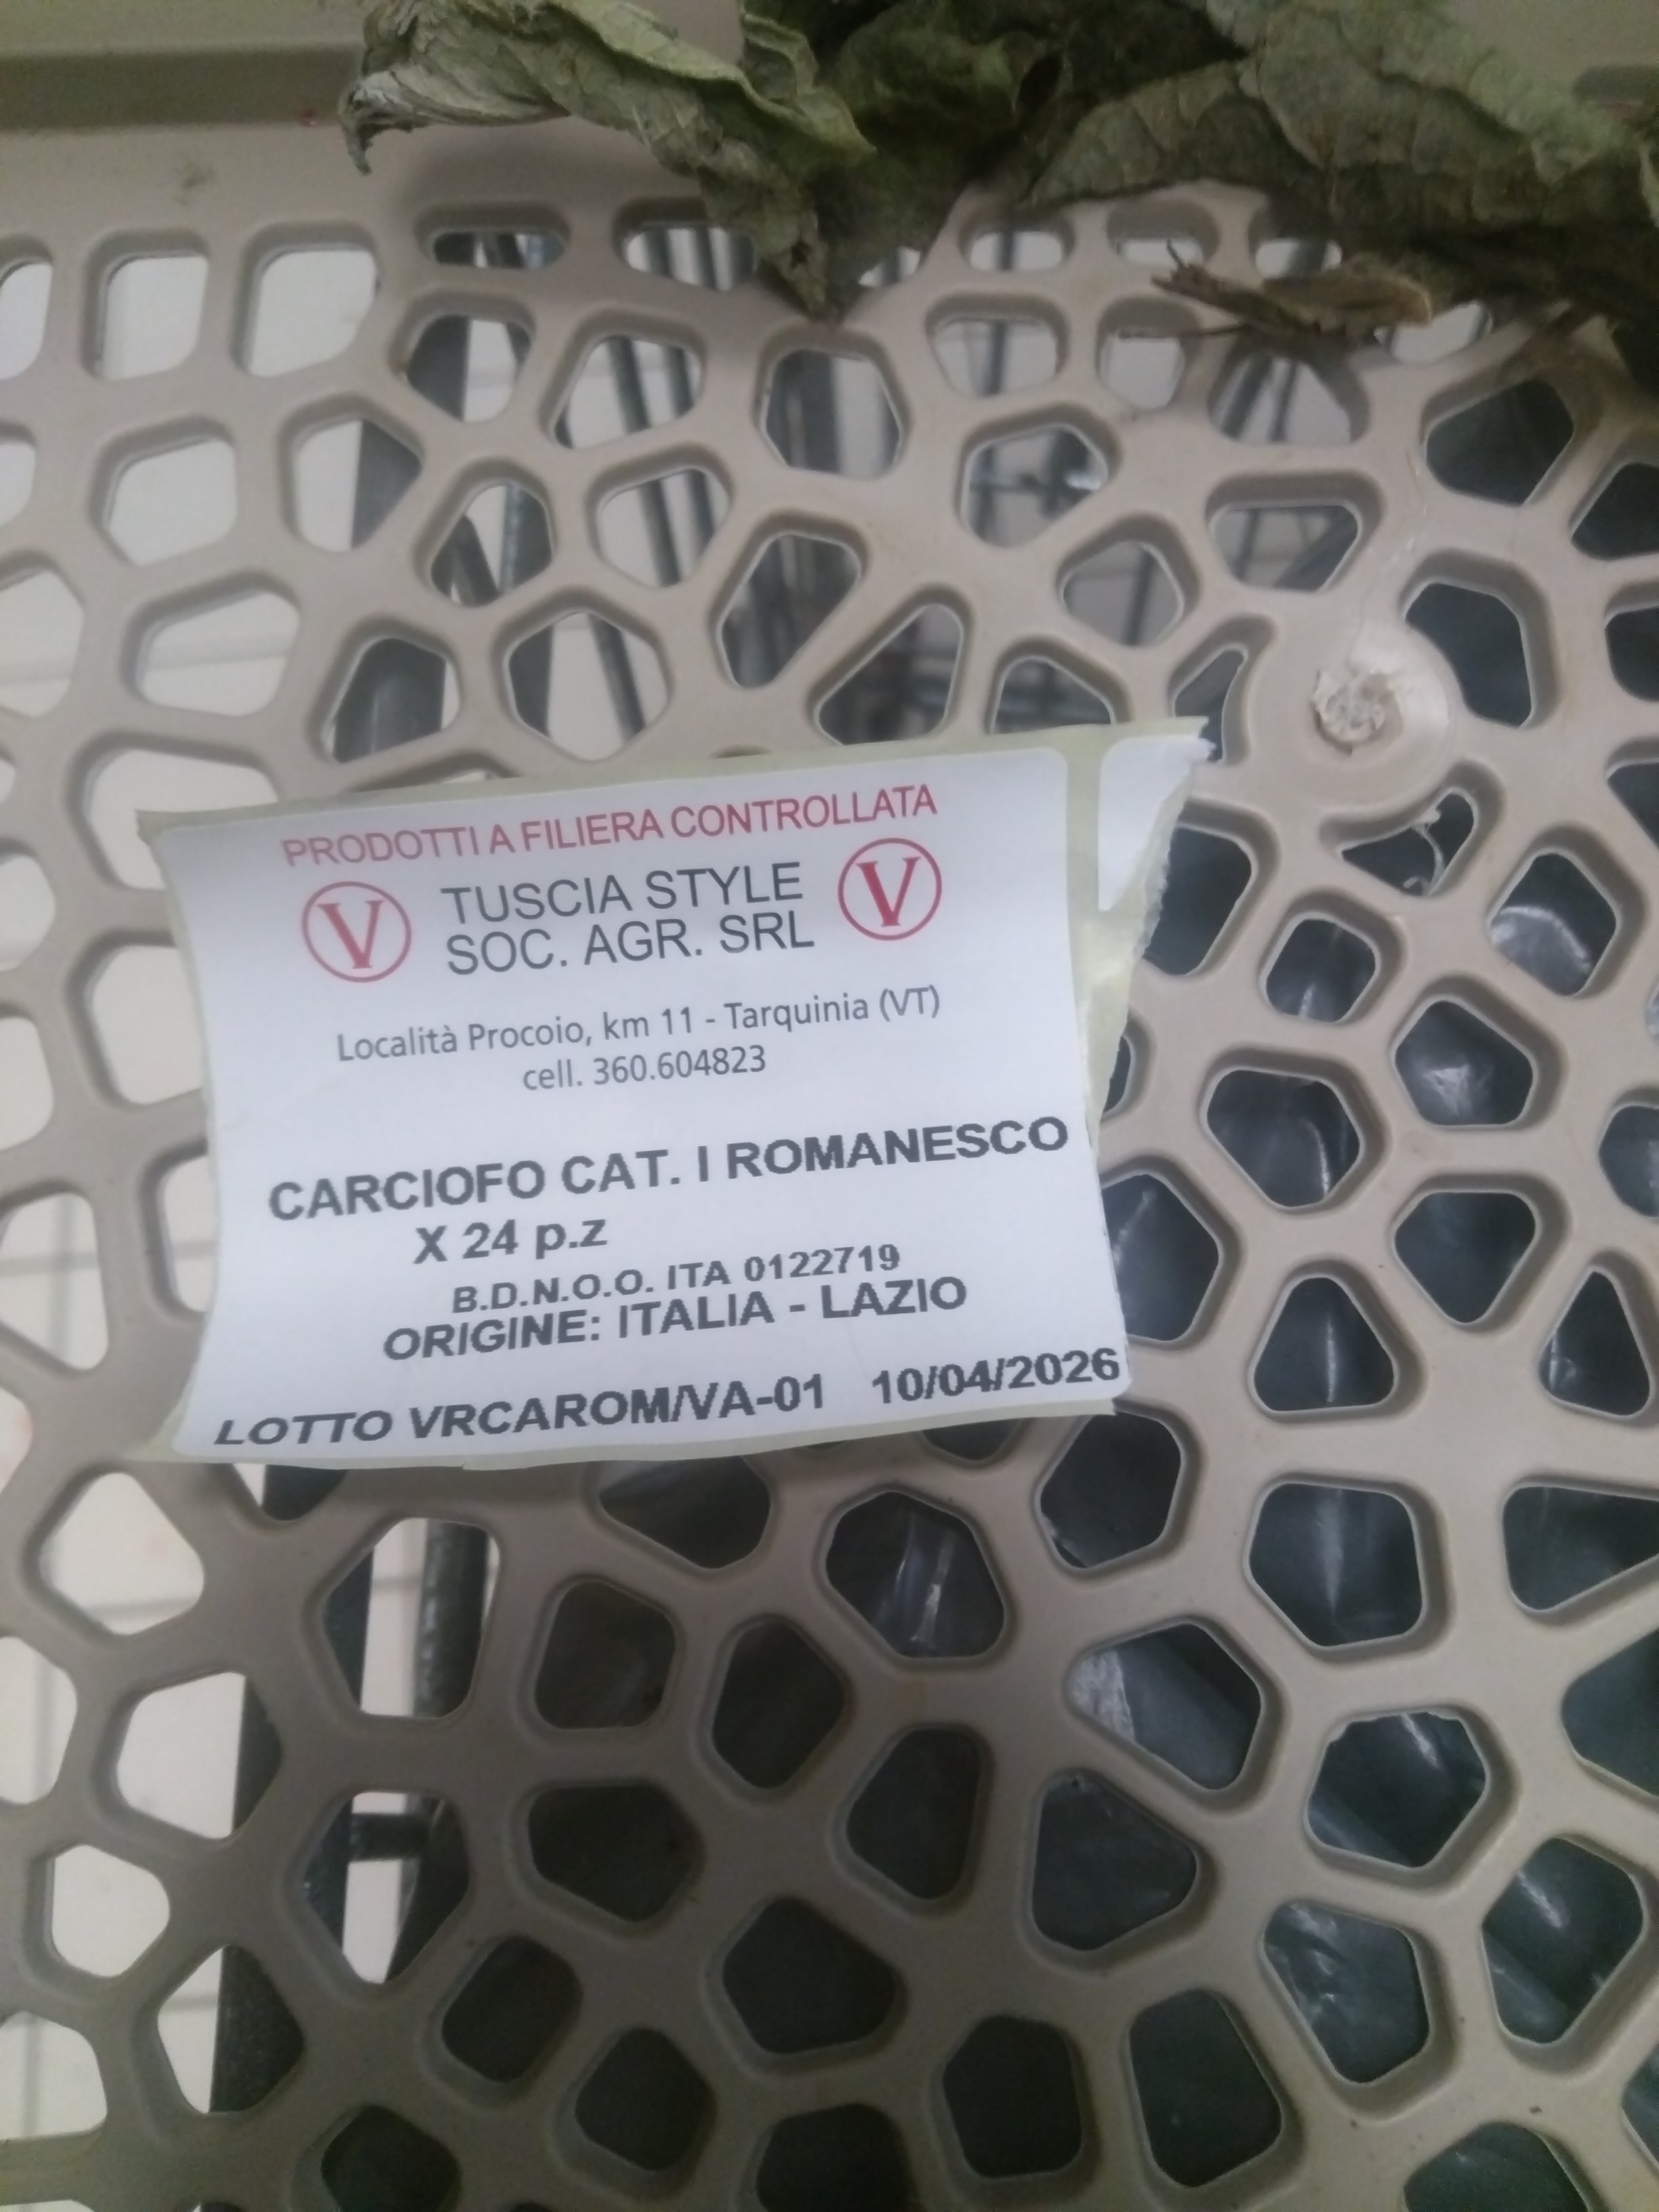 PRODOTTI A FILIERA CONTROLLATA
V TUSCIA STYLE V
SOC. AGR. SRL
Località Procoio, km 11 - Tarquinia (VT)
cell. 360.604823
CARCIOFO CAT. I ROMANESCO
X 24 p.z
B.D.N.O.O. ITA 0122719
ORIGINE: ITALIA - LAZIO
LOTTO VRCAROM/VA-01 10/04/2026